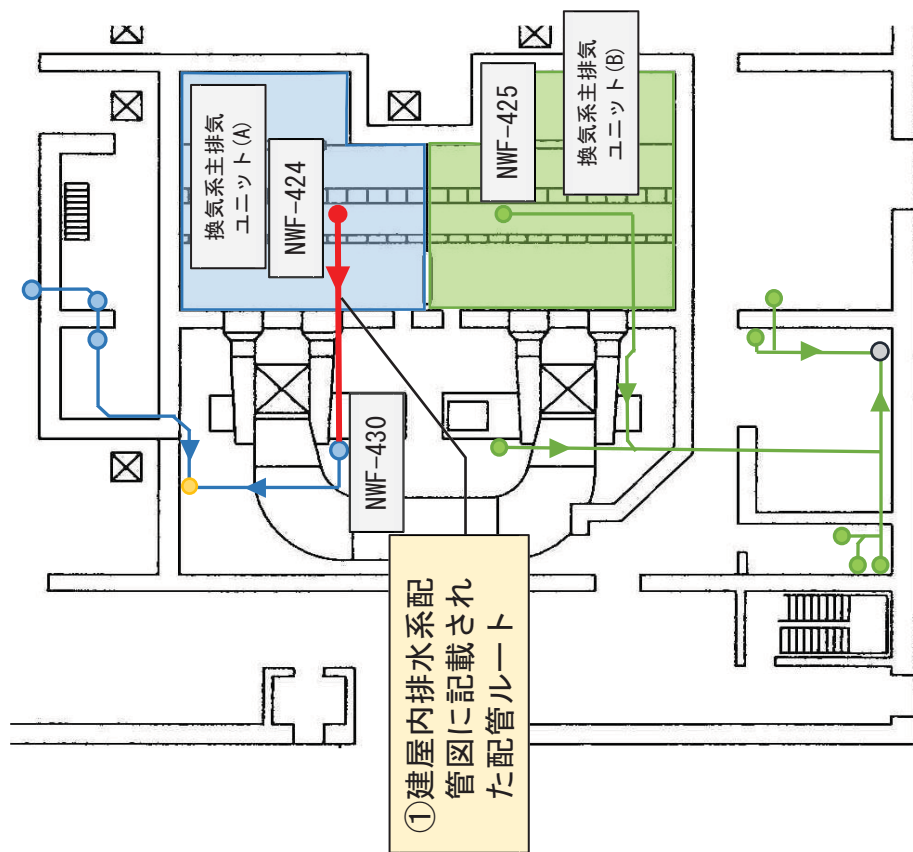 換気系主排気
ユニット(A)
NWF-424
NWF-425
換気系主排気
ユニット(B)
NWF-430
①建屋内排水系配
管図に記載され
た配管ルート